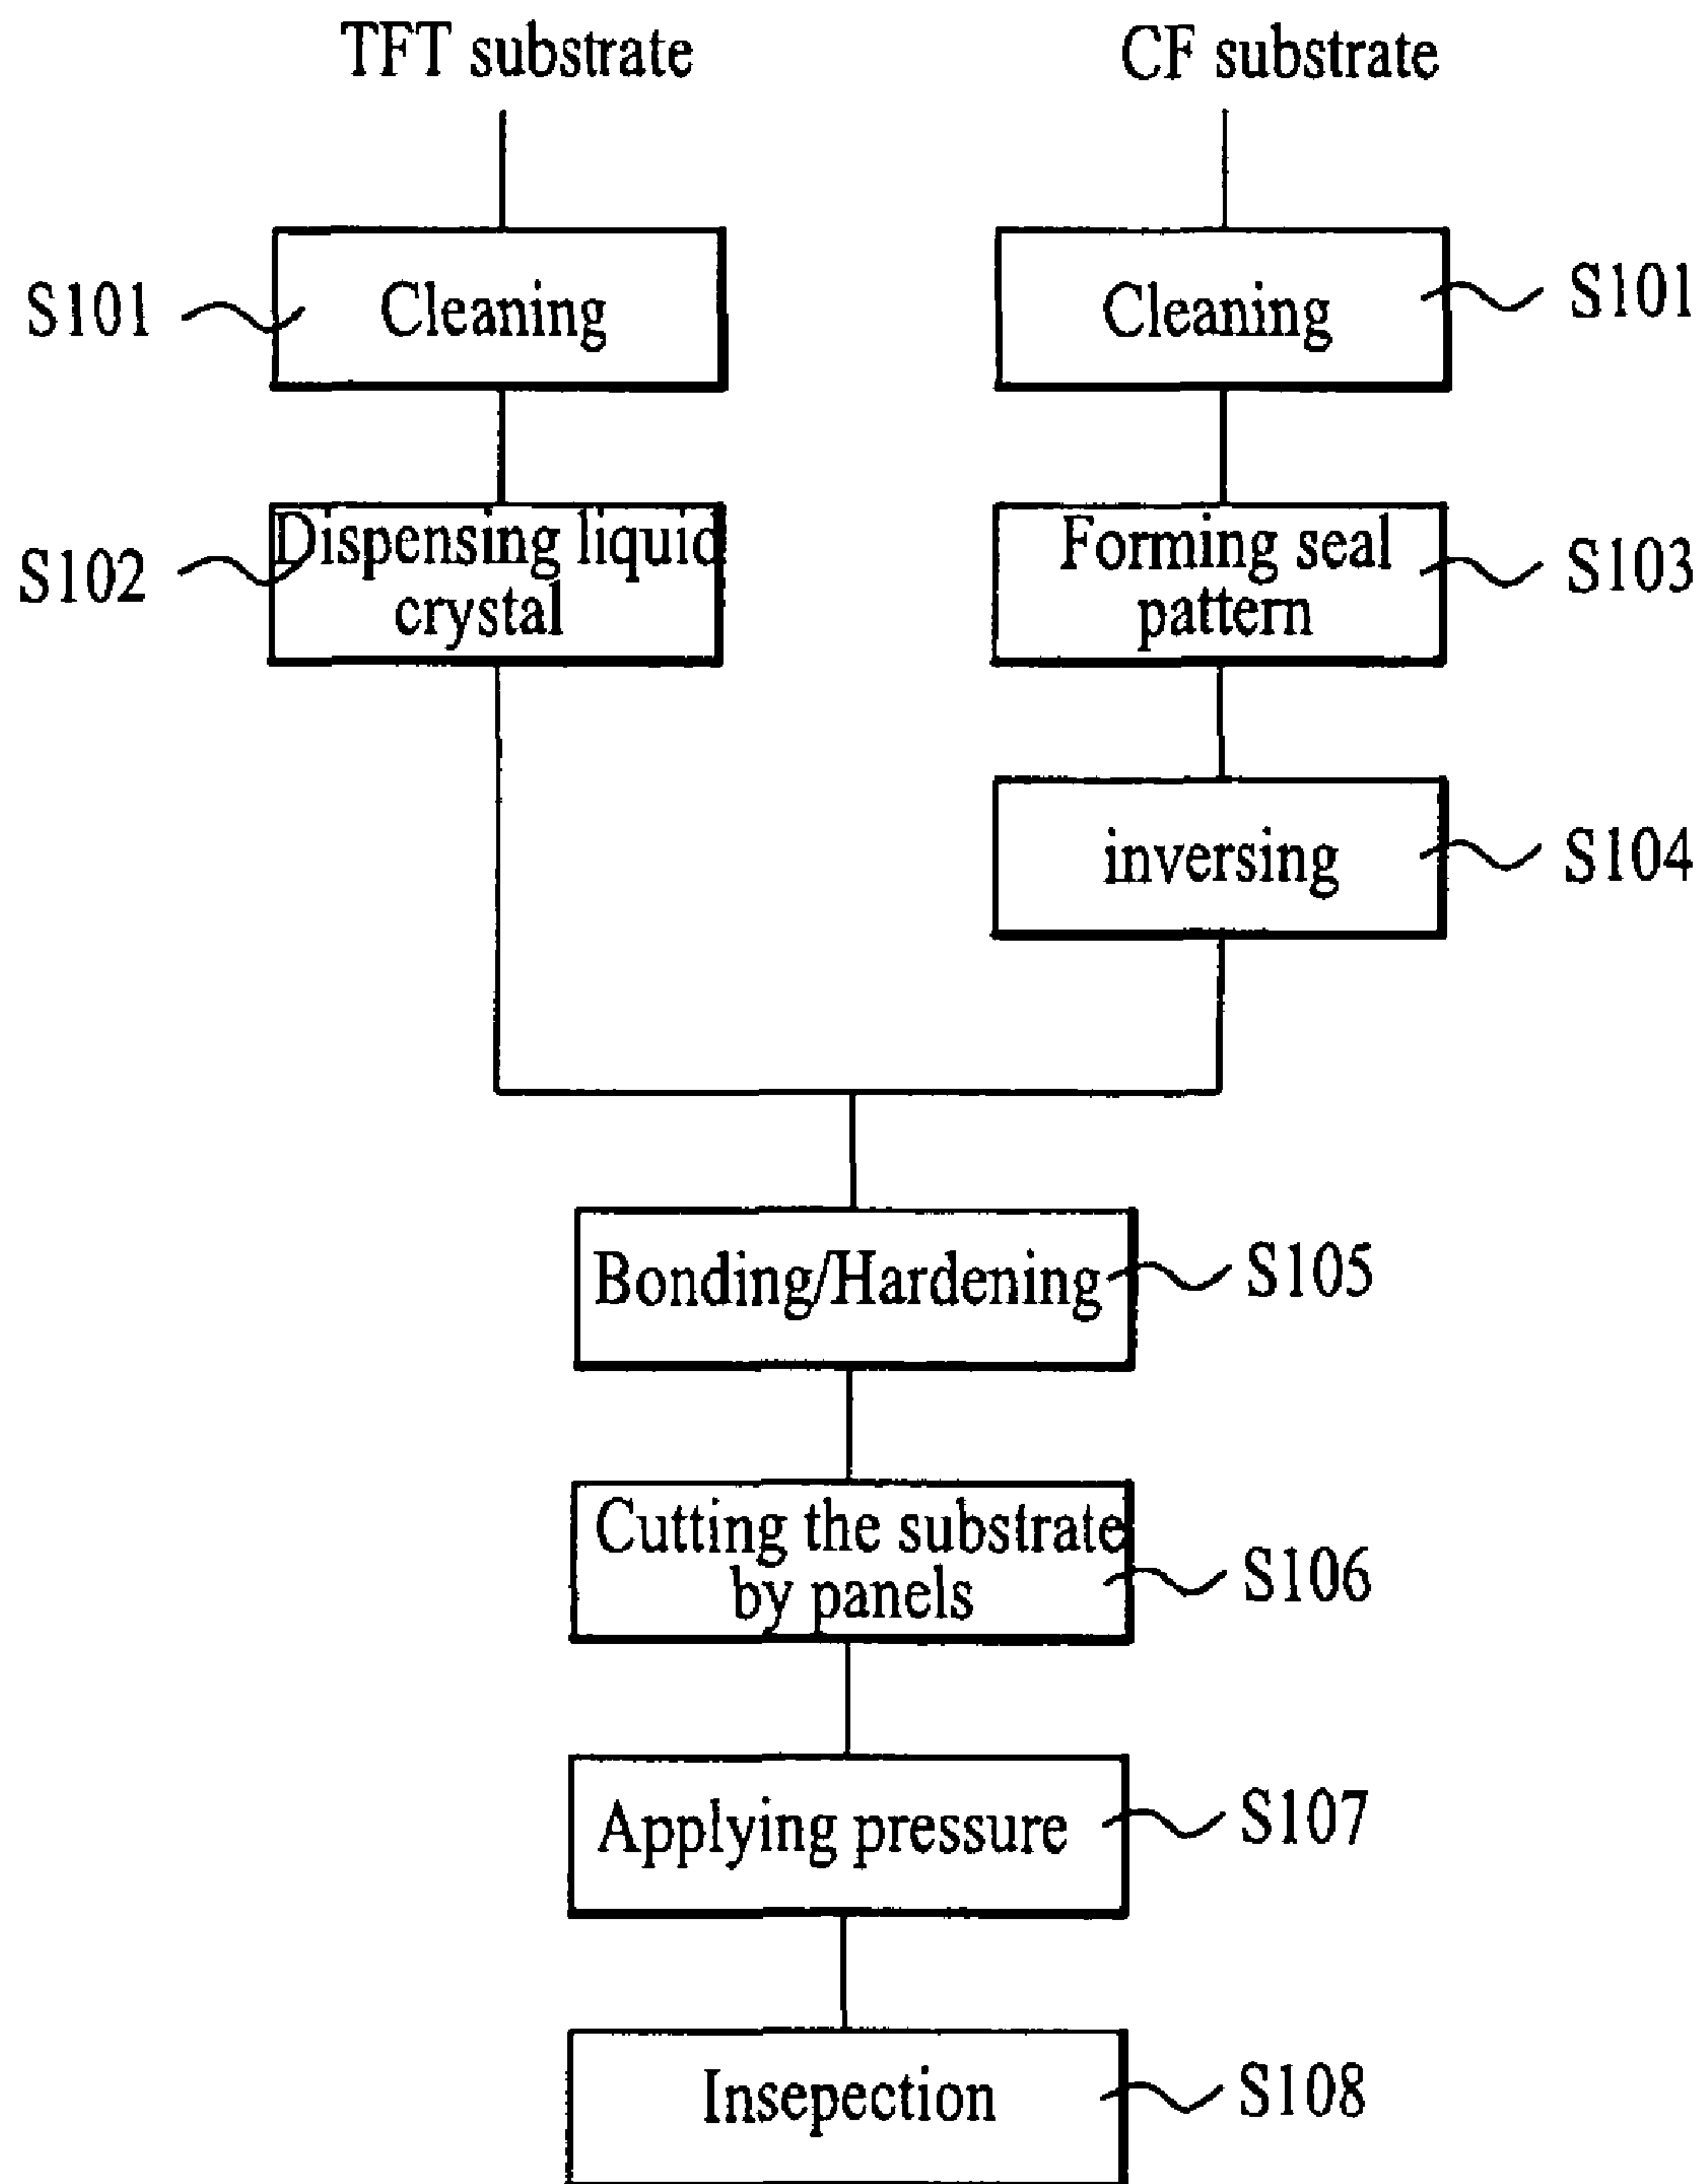 TFT substrate
CF substrate
S101
Cleaning
Cleaning
S101
S102
Dispensing liquid
crystal
Forming seal
pattern
S103
inversing
S104
Bonding/Hardening
S105
Cutting the substrate
by panels
S106
Applying pressure
S107
Insepection
S108